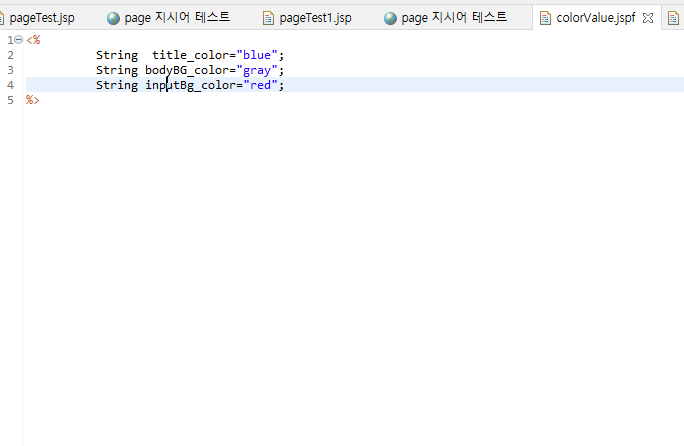 pageTest.jsp page 지시어 테스트 pageTest1.jsp page 지시어 테스트 colorValue.jspf
1 <%
2 String  title_color="blue";
3 String bodyBG_color="gray";
4 String inputBg_color="red";
5 %>